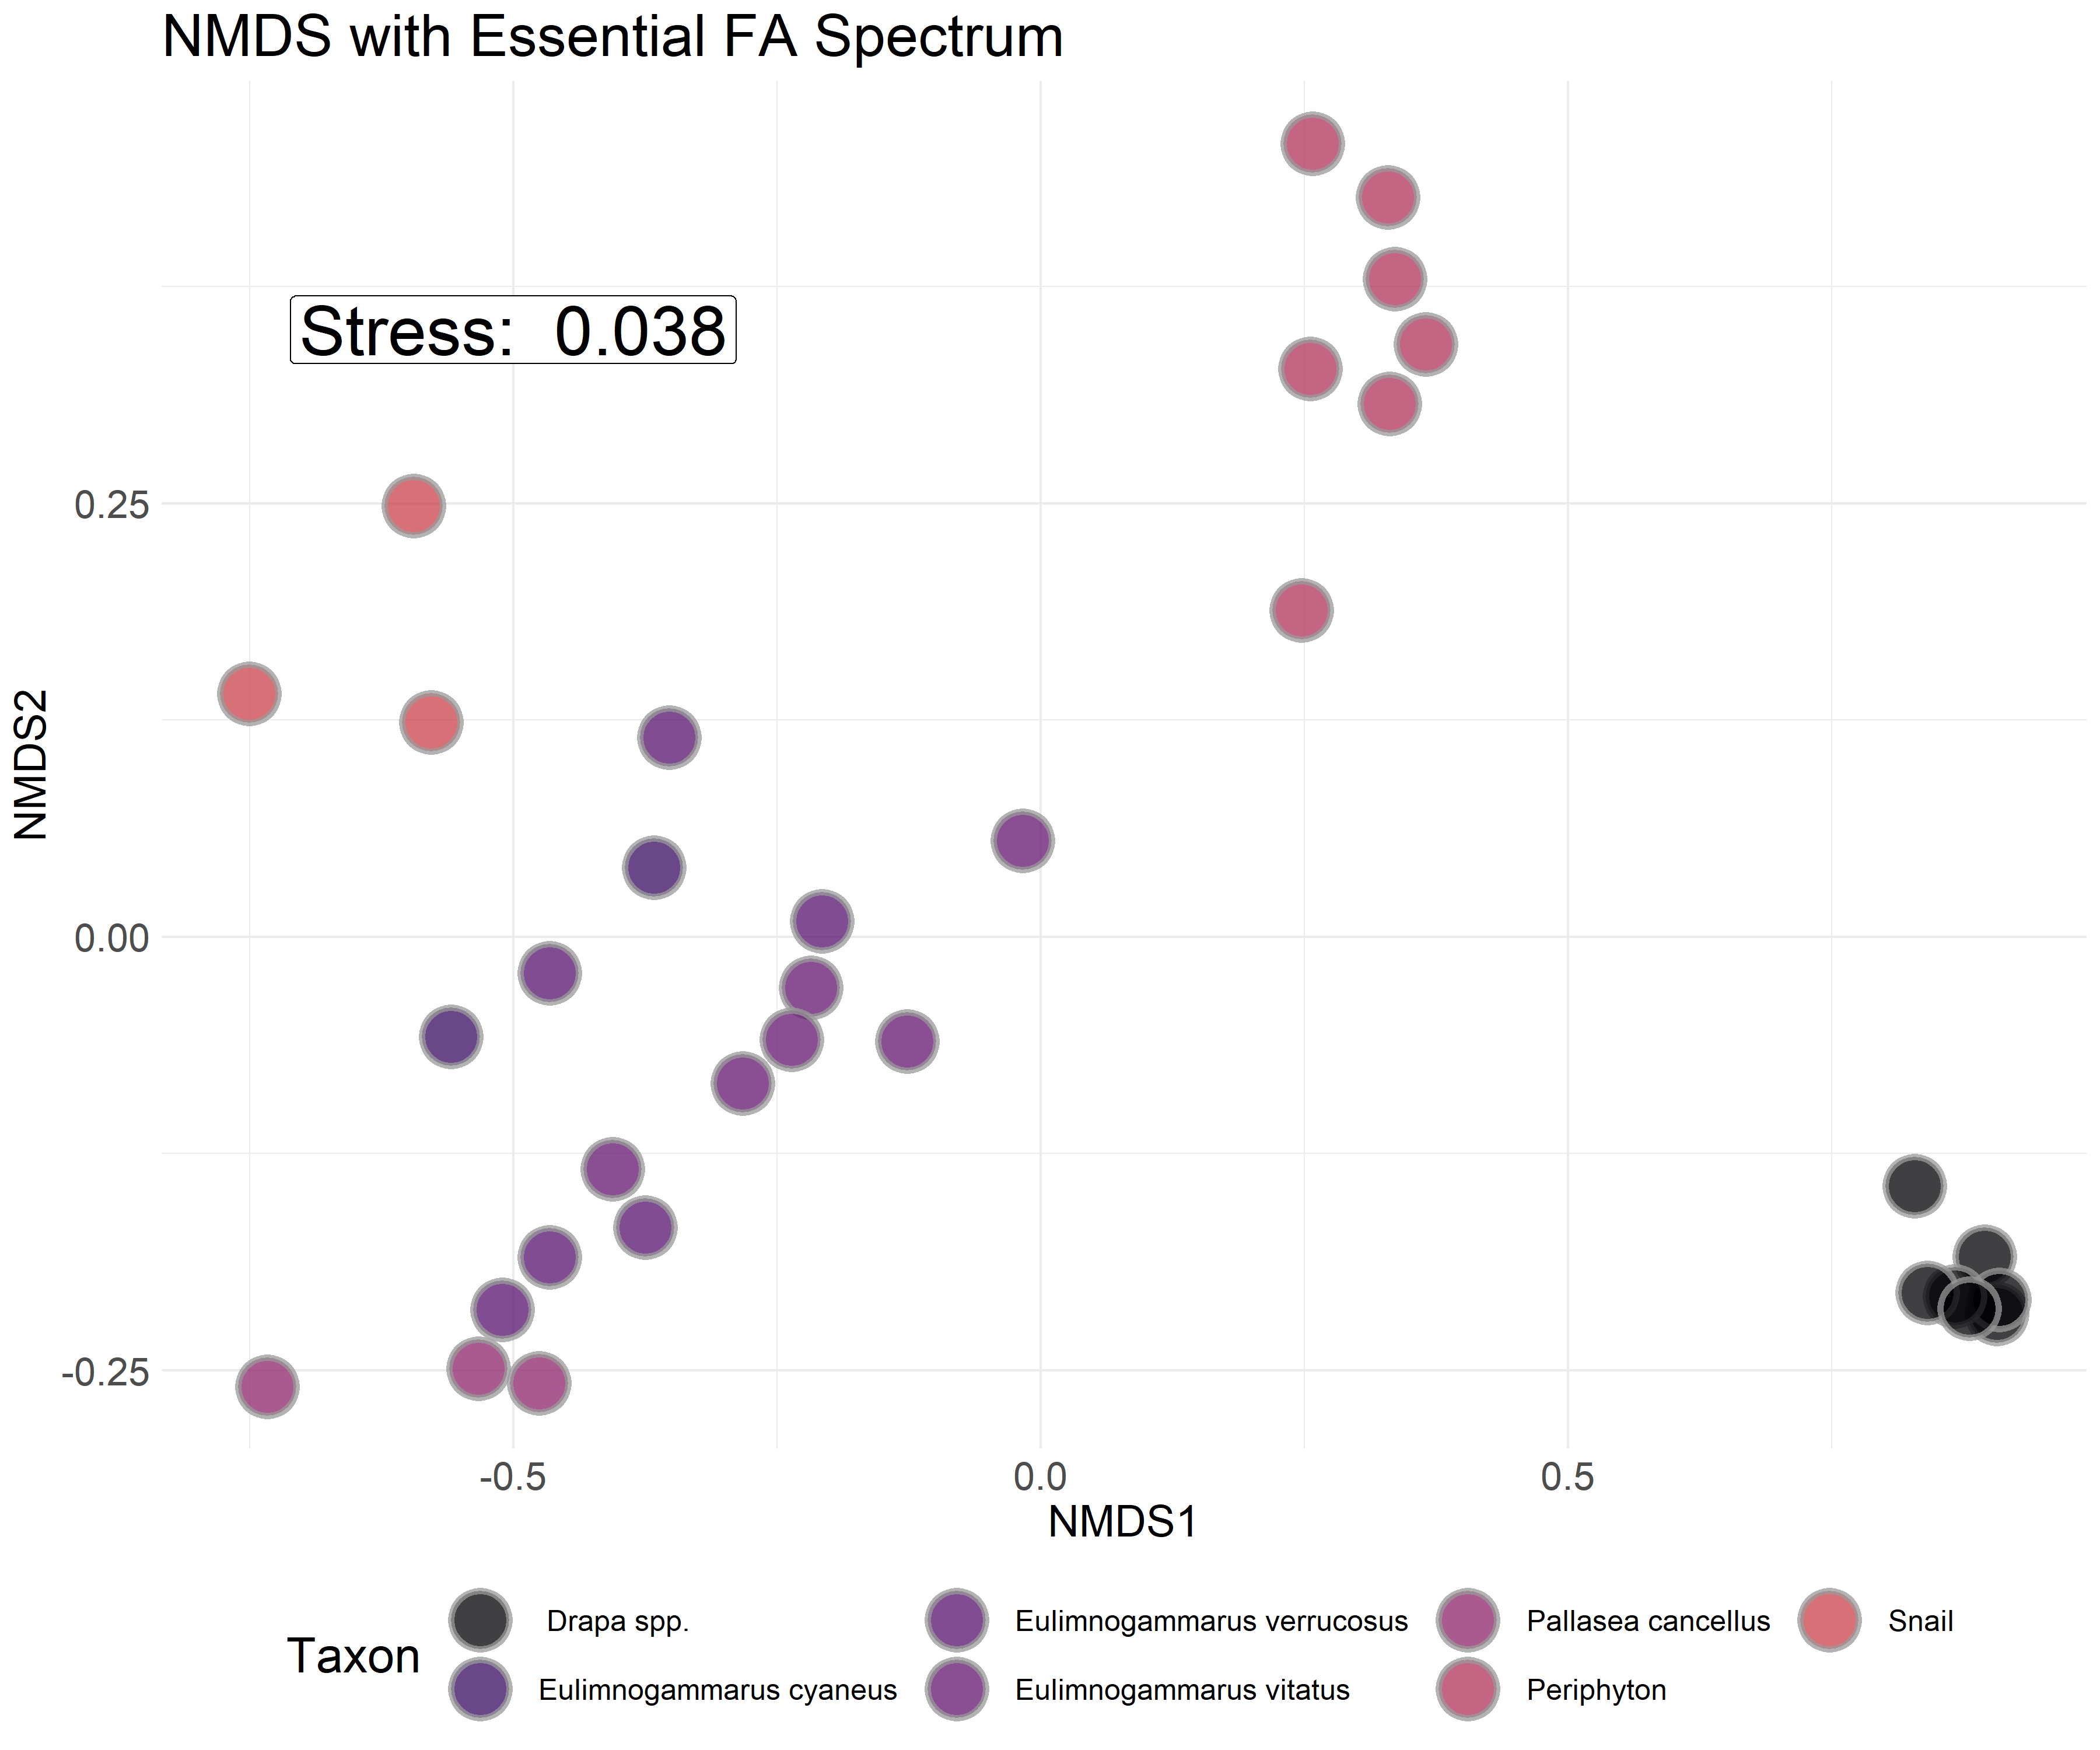 NMDS with Essential FA Spectrum
Stress: 0.038
0.25
0.00
-0.25
NMDS2
-0.5 0.0 0.5
NMDS1
Taxon
Drapa spp. Eulimnogammarus verrucosus Pallasea cancellus Snail
Eulimnogammarus cyaneus Eulimnogammarus vitatus Periphyton